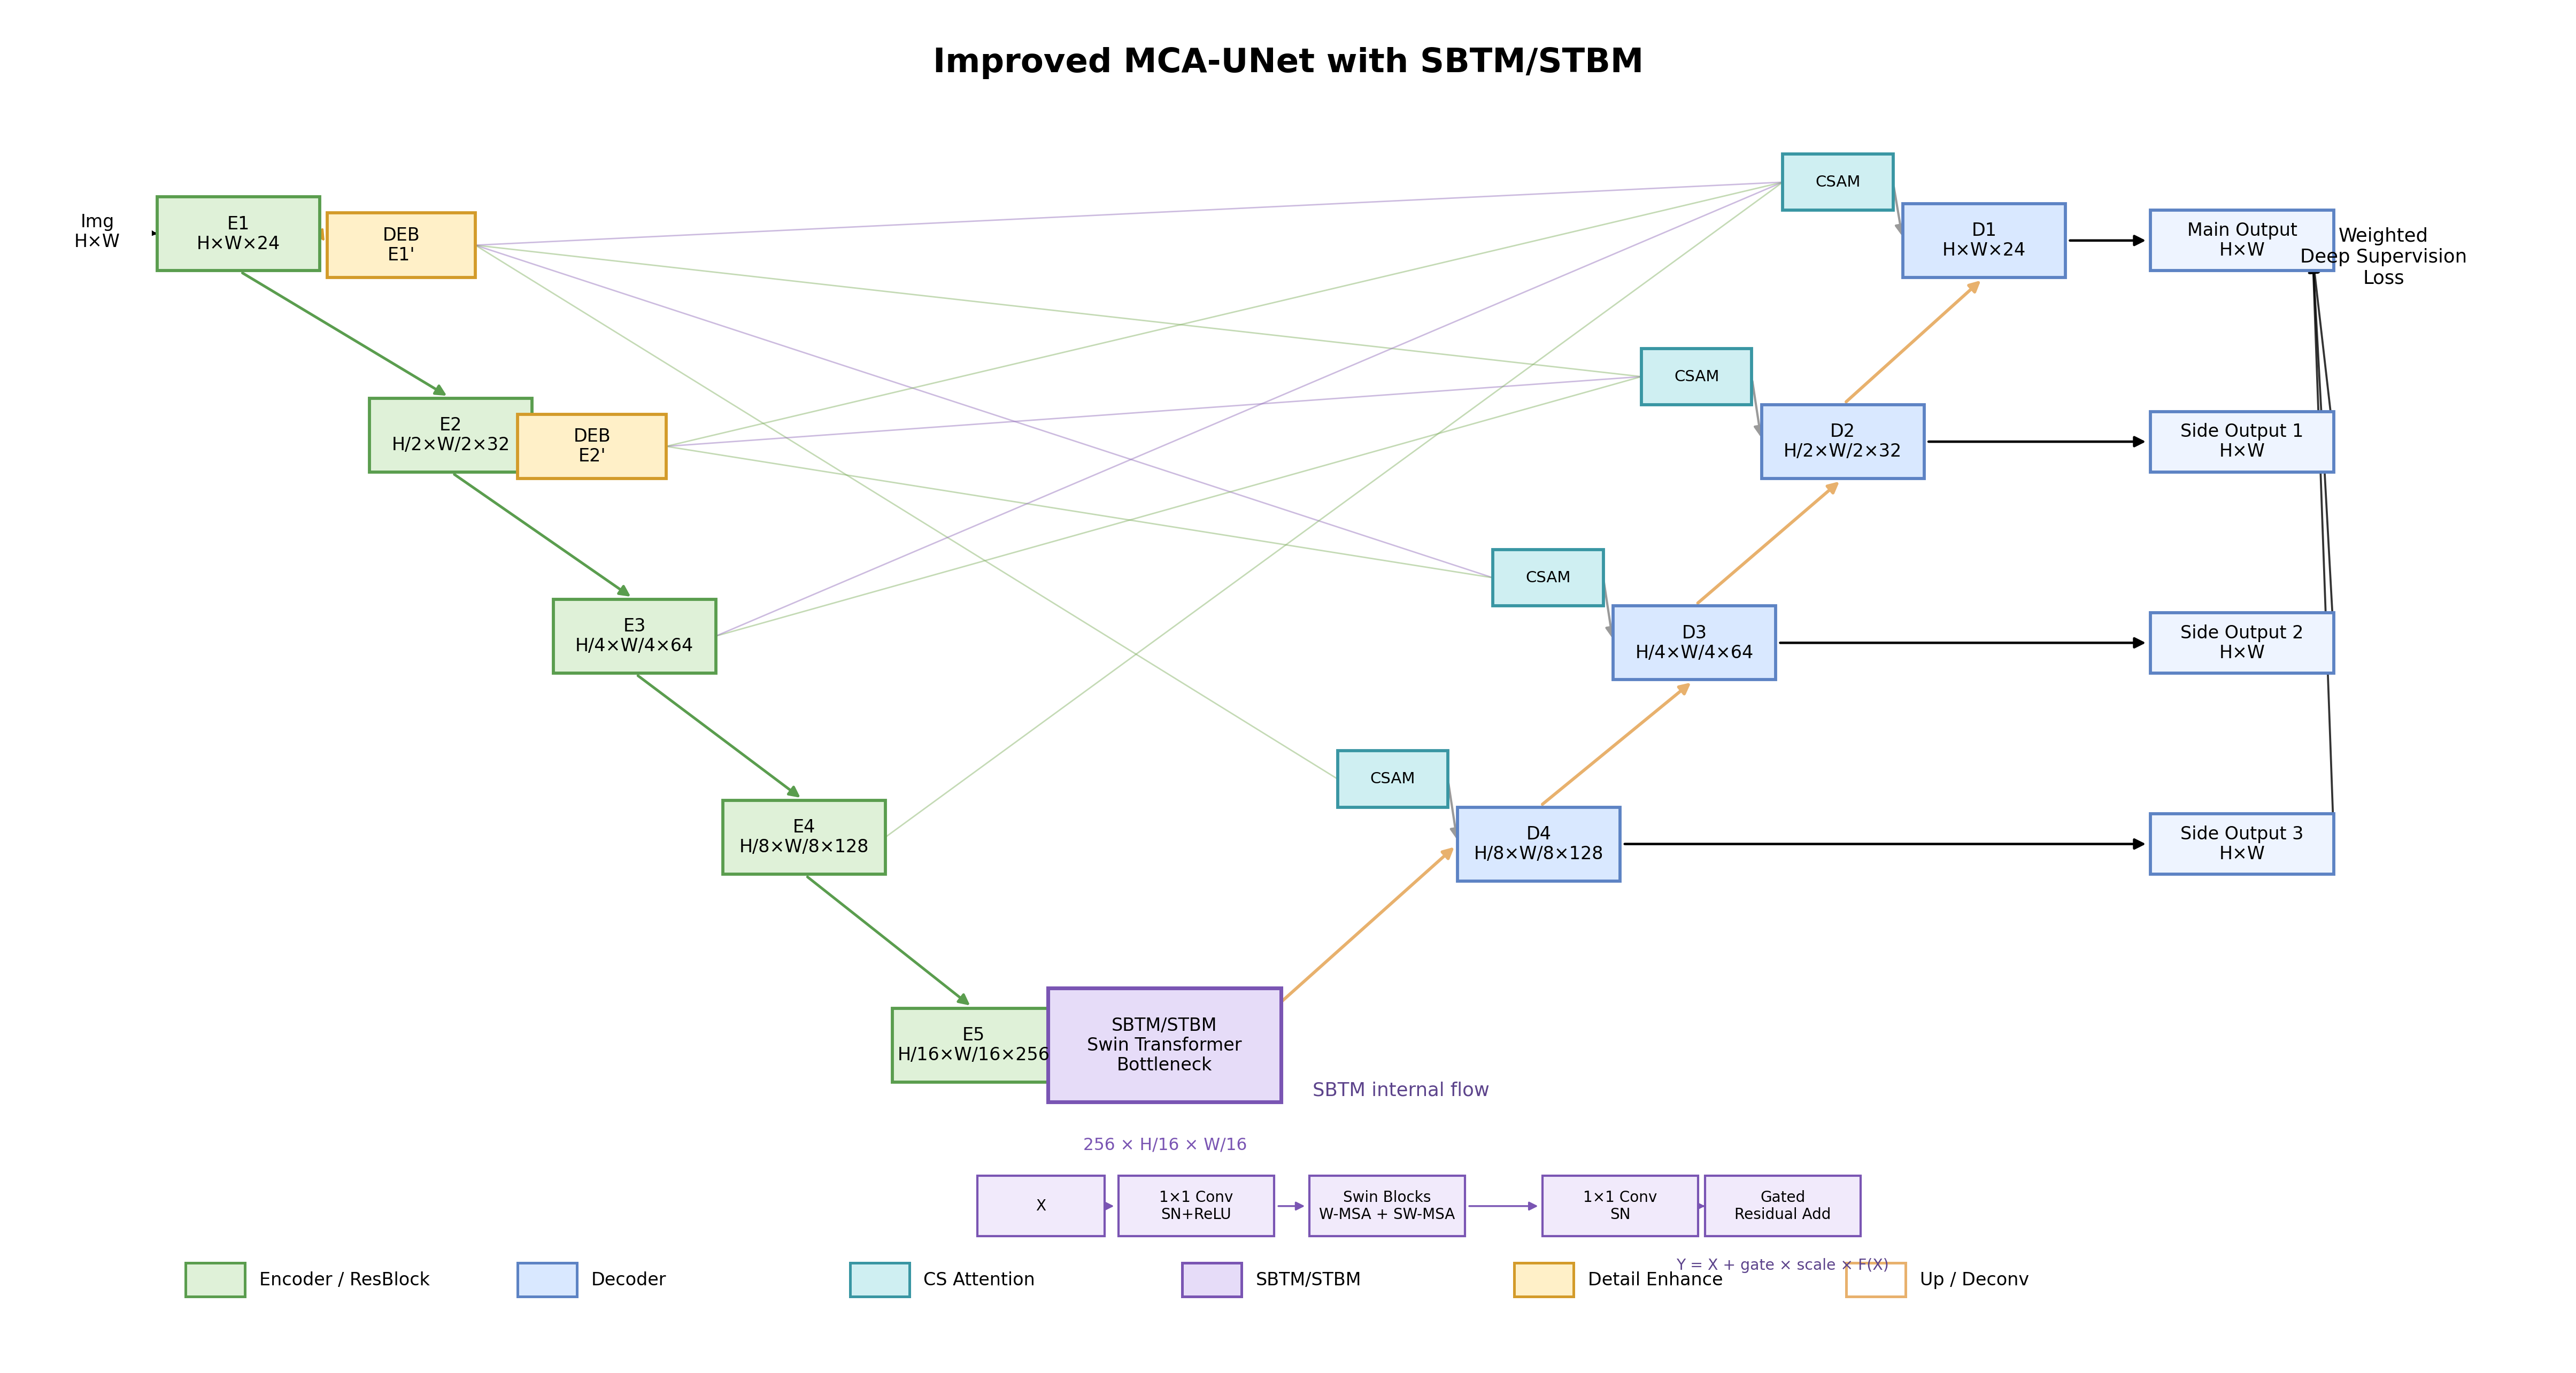 Improved MCA-UNet with SBTM/STBM
Img
H×W
E1
H×W×24
DEB
E1'
CSAM
D1
H×W×24
Main Output
H×W
Weighted
Deep Supervision
Loss
E2
H/2×W/2×32
DEB
E2'
CSAM
D2
H/2×W/2×32
Side Output 1
H×W
E3
H/4×W/4×64
CSAM
D3
H/4×W/4×64
Side Output 2
H×W
E4
H/8×W/8×128
CSAM
D4
H/8×W/8×128
Side Output 3
H×W
E5
H/16×W/16×256
SBTM/STBM
Swin Transformer
Bottleneck
SBTM internal flow
256 × H/16 × W/16
X
1×1 Conv
SN+ReLU
Swin Blocks
W-MSA + SW-MSA
1×1 Conv
SN
Gated
Residual Add
Y = X + gate × scale × F(X)
Encoder / ResBlock
Decoder
CS Attention
SBTM/STBM
Detail Enhance
Up / Deconv